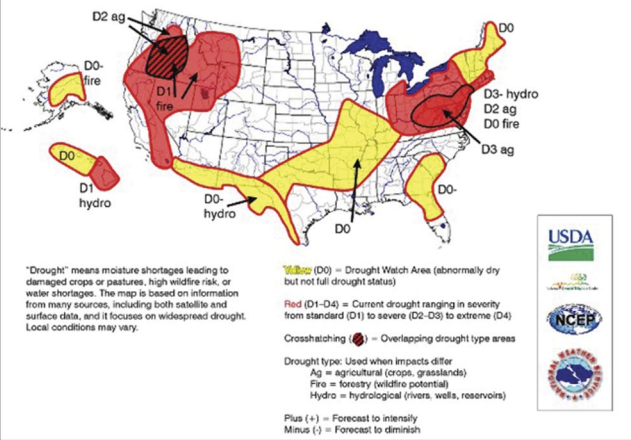 D2 ag
D0
D0-
fire
D1
fire
D3- hydro
D2 ag
D0 fire
D3 ag
D0
D1
hydro
D0-
hydro
D0-
D0
"Drought" means moisture shortages leading to
damaged crops or pastures, high wildfire risk, or
water shortages. The map is based on information
from many sources, including both satellite and
surface data, and it focuses on widespread drought.
Local conditions may vary.
Yellow (D0) = Drought Watch Area (abnormally dry
but not full drought status)
Red (D1–D4) = Current drought ranging in severity
from standard (D1) to severe (D2–D3) to extreme (D4)
Crosshatching ( ) = Overlapping drought type areas
Drought type: Used when impacts differ
Ag = agricultural (crops, grasslands)
Fire = forestry (wildfire potential)
Hydro = hydrological (rivers, wells, reservoirs)
Plus (+) = Forecast to intensify
Minus (-) = Forecast to diminish
USDA
NCEP
NATIONAL WEATHER SERVICE